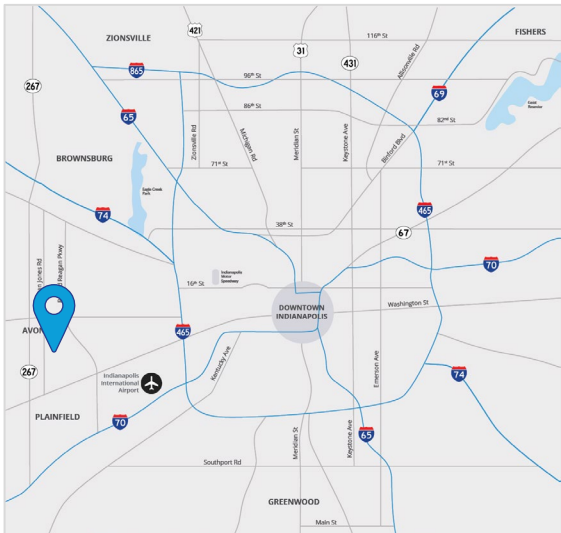 421
31
116th St
FISHERS
ZIONSVILLE
431
Allisonville Rd
865
96th St
267
69
65
86th St
Geist
Reservoir
82nd St
Zionsville Rd
Michigan Rd
Meridian St
Keystone Ave
Binford Blvd
BROWNSBURG
71st St
71st St
Eagle Creek
Park
465
74
38th St
67
70
Indianapolis
Motor
Speedway
16th St
Washington St
DOWNTOWN
INDIANAPOLIS
465
Kentucky Ave
Emerson Ave
267
Indianapolis
International
Airport
74
PLAINFIELD
70
Meridian St
Keystone Ave
65
Southport Rd
GREENWOOD
Main St